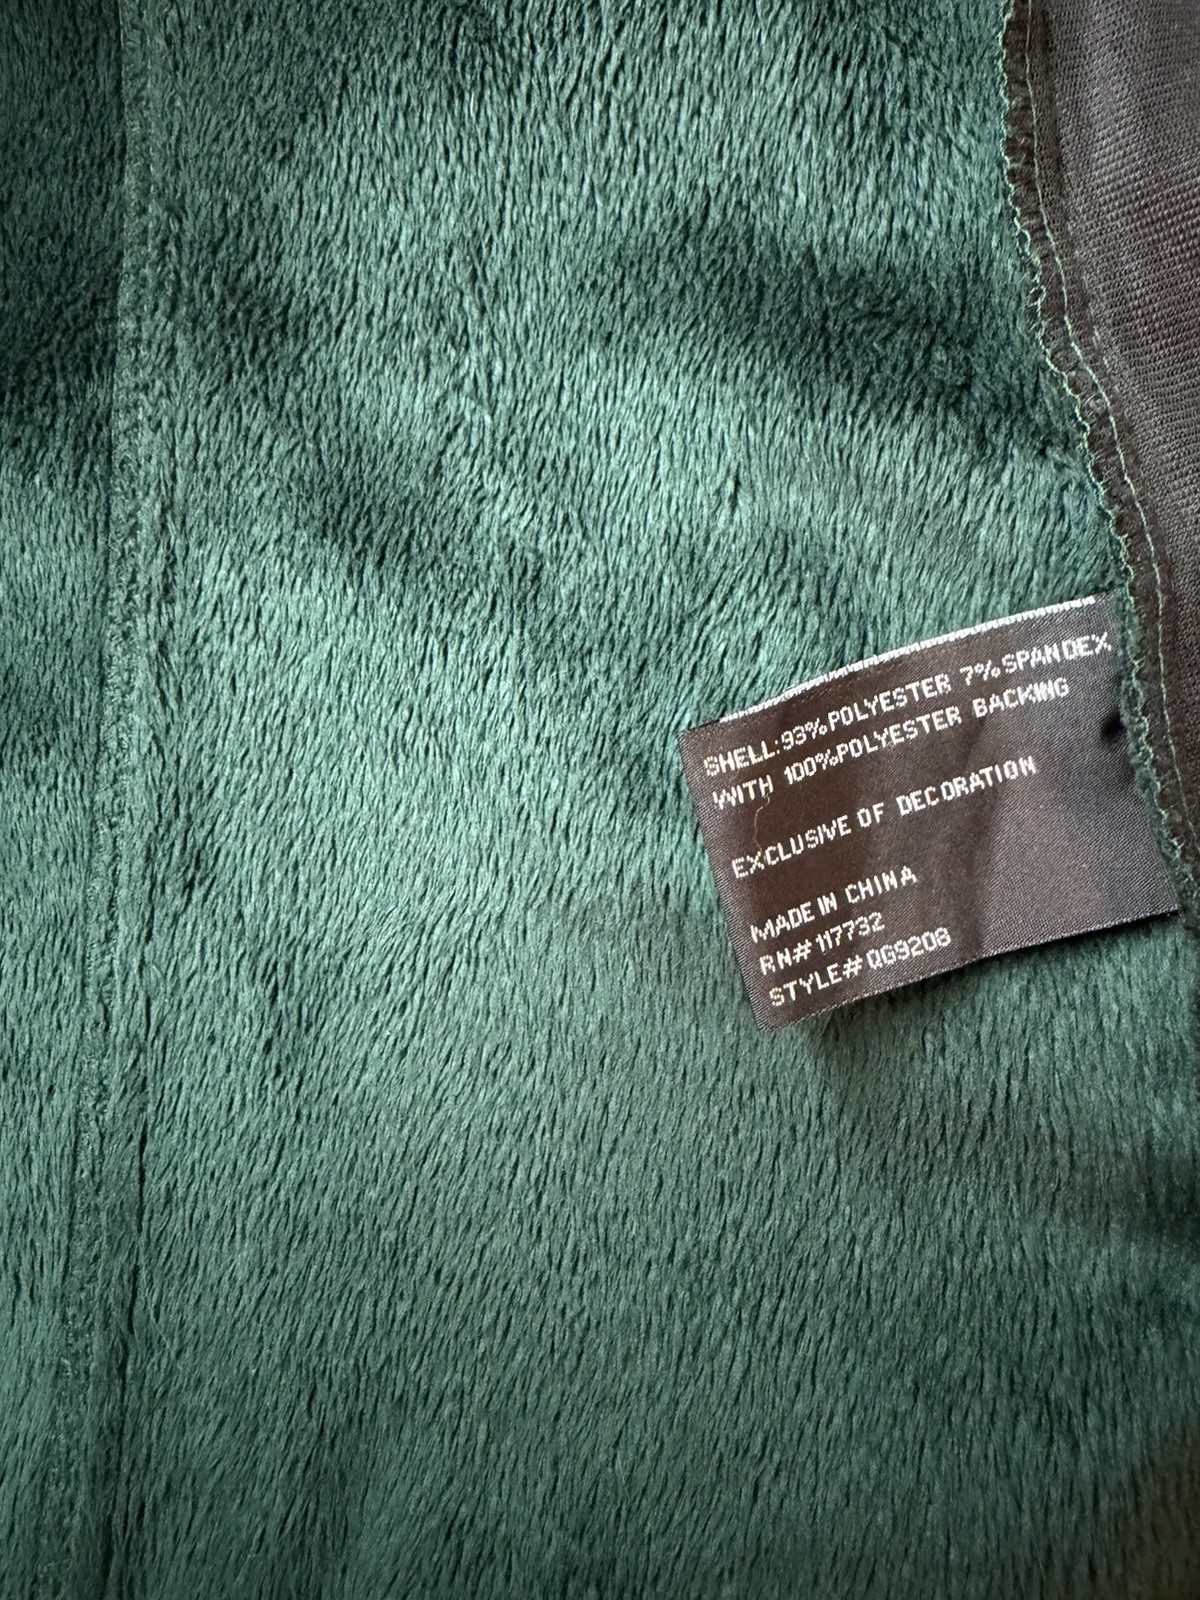 SHELL:93%POLYESTER 7%SPANDEX
WITH 100%POLYESTER BACKING
EXCLUSIVE OF DECORATION
MADE IN CHINA
RN# 117732
STYLE# QG9208